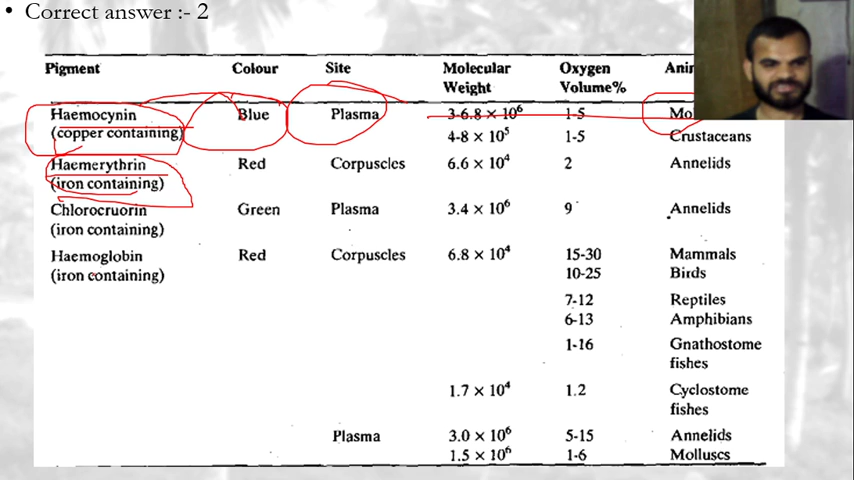 • Correct answer :- 2
Pigment Colour Site Molecular Weight Oxygen Volume%
Haemocynin (copper containing) Blue Plasma 3-6.8 × 10⁶ 1-5
4-8 × 10⁵ 1-5 Crustaceans
Haemerythrin (iron containing) Red Corpuscles 6.6 × 10⁴ 2 Annelids
Chlorocruorin (iron containing) Green Plasma 3.4 × 10⁶ 9 Annelids
Haemoglobin (iron containing) Red Corpuscles 6.8 × 10⁴ 15-30 Mammals
10-25 Birds
7-12 Reptiles
6-13 Amphibians
1-16 Gnathostome fishes
1.7 × 10⁴ 1.2 Cyclostome fishes
Plasma 3.0 × 10⁶ 5-15 Annelids
1.5 × 10⁶ 1-6 Molluscs